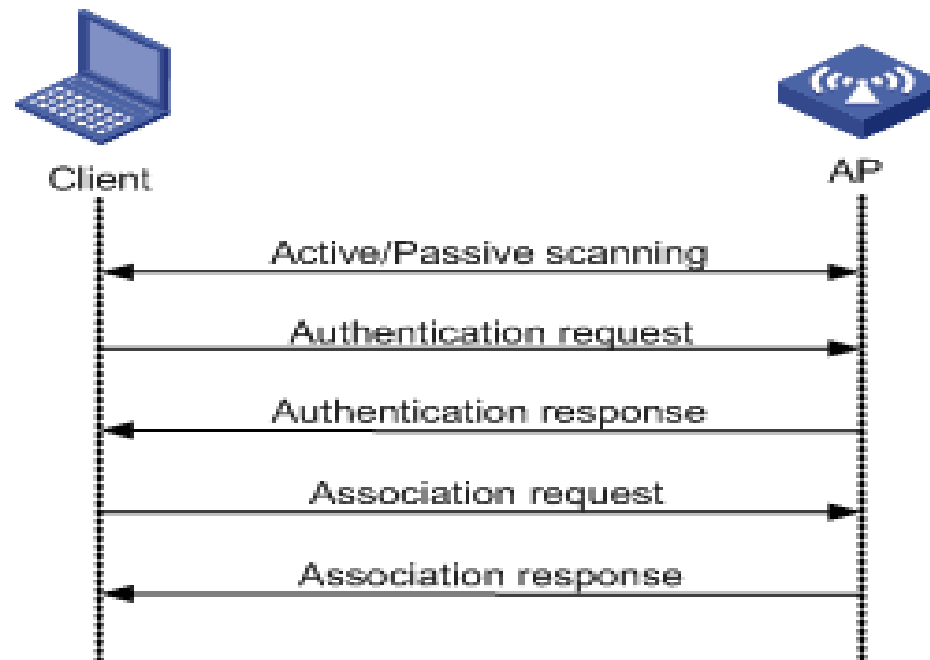 Client
AP
Active/Passive scanning
Authentication request
Authentication response
Association request
Association response